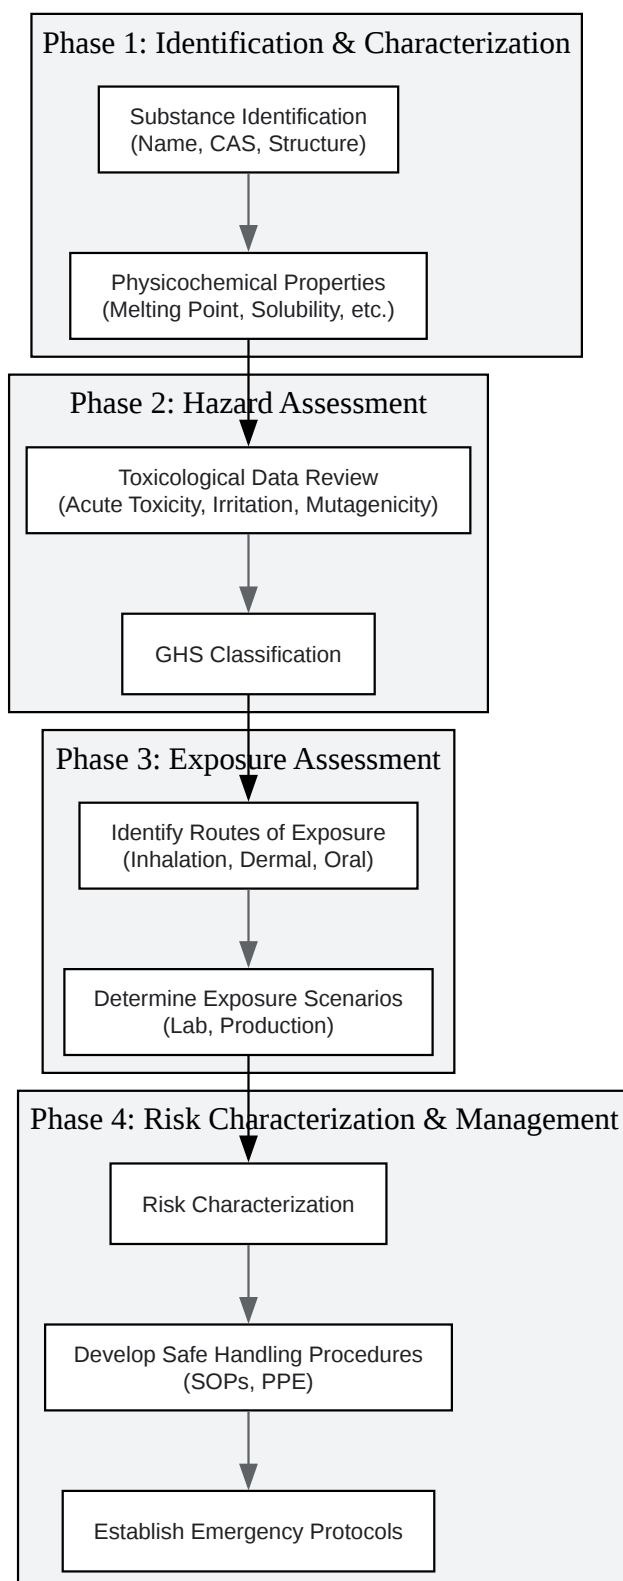 Phase 1: Identification & Characterization
Substance Identification
(Name, CAS, Structure)
Physicochemical Properties
(Melting Point, Solubility, etc.)
Phase 2: Hazard Assessment
Toxicological Data Review
(Acute Toxicity, Irritation, Mutagenicity)
GHS Classification
Phase 3: Exposure Assessment
Identify Routes of Exposure
(Inhalation, Dermal, Oral)
Determine Exposure Scenarios
(Lab, Production)
Phase 4: Risk Characterization & Management
Risk Characterization
Develop Safe Handling Procedures
(SOPs, PPE)
Establish Emergency Protocols